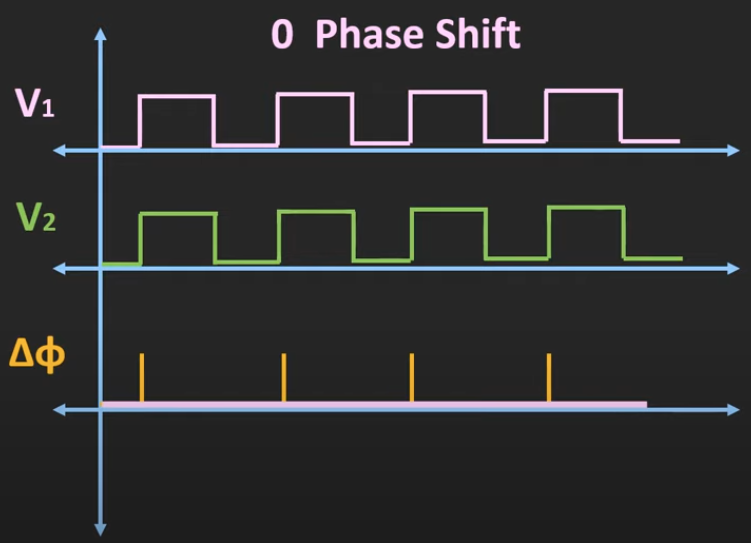 0 Phase Shift
V₁
V₂
Δϕ